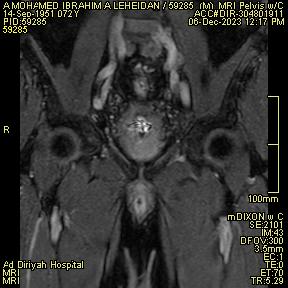 A MOHAMED IBRAHIM A LEHEIDAN / 59285 (M) MRI Pelvis w/C
14-Sep-1951 072Y ACC#DIR-304801911
PID:59285 06-Dec-2023 12:17 PM
59285
R
100mm
mDIXON w C
SE:2101
IM:43
DFOV:300
3.5mm
Ad Diriyah Hospital EC:1
MRI TE:0
MRI ET:70
MRI TR:5.29